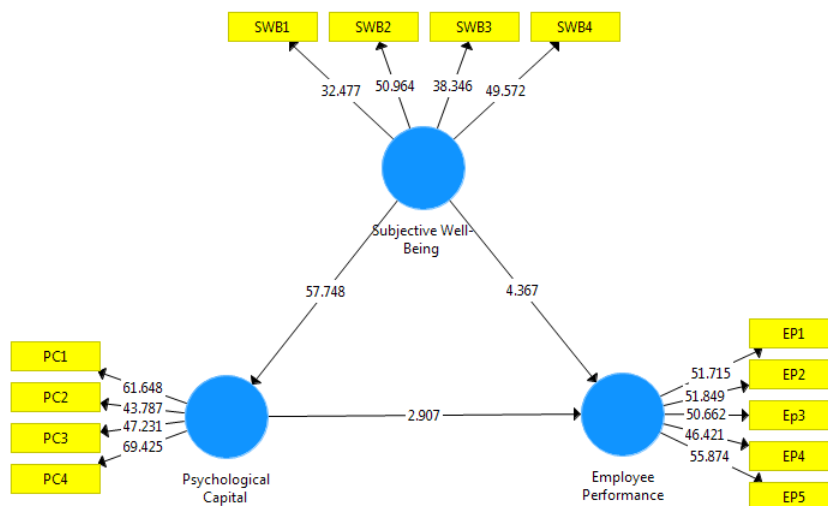 SWB1
SWB2
SWB3
SWB4
32.477
50.964
38.346
49.572
Subjective Well-
Being
57.748
4.367
PC1
PC2
PC3
PC4
61.648
43.787
47.231
69.425
Psychological
Capital
2.907
Employee
Performance
51.715
51.849
50.662
46.421
55.874
EP1
EP2
Ep3
EP4
EP5